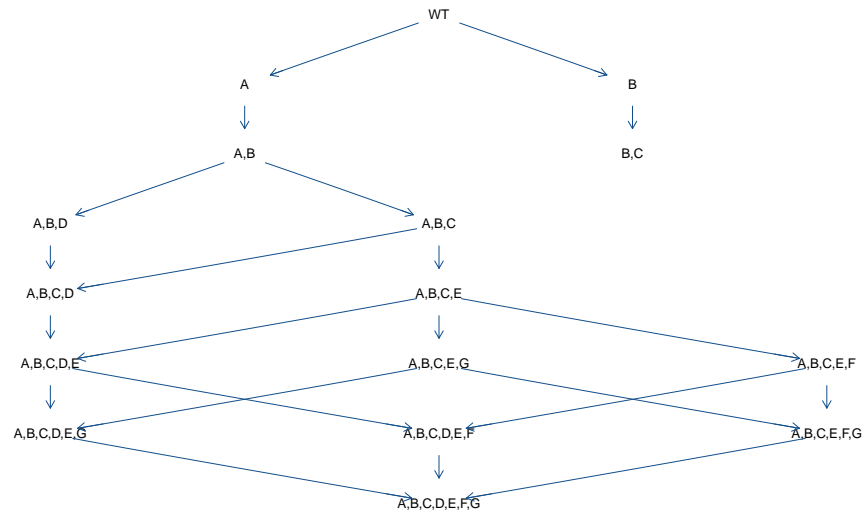 WT
A
B
A,B
B,C
A,B,D
A,B,C
A,B,C,D
A,B,C,E
A,B,C,D,E
A,B,C,E,G
A,B,C,E,F
A,B,C,D,E,G
A,B,C,D,E,F
A,B,C,E,F,G
A,B,C,D,E,F,G